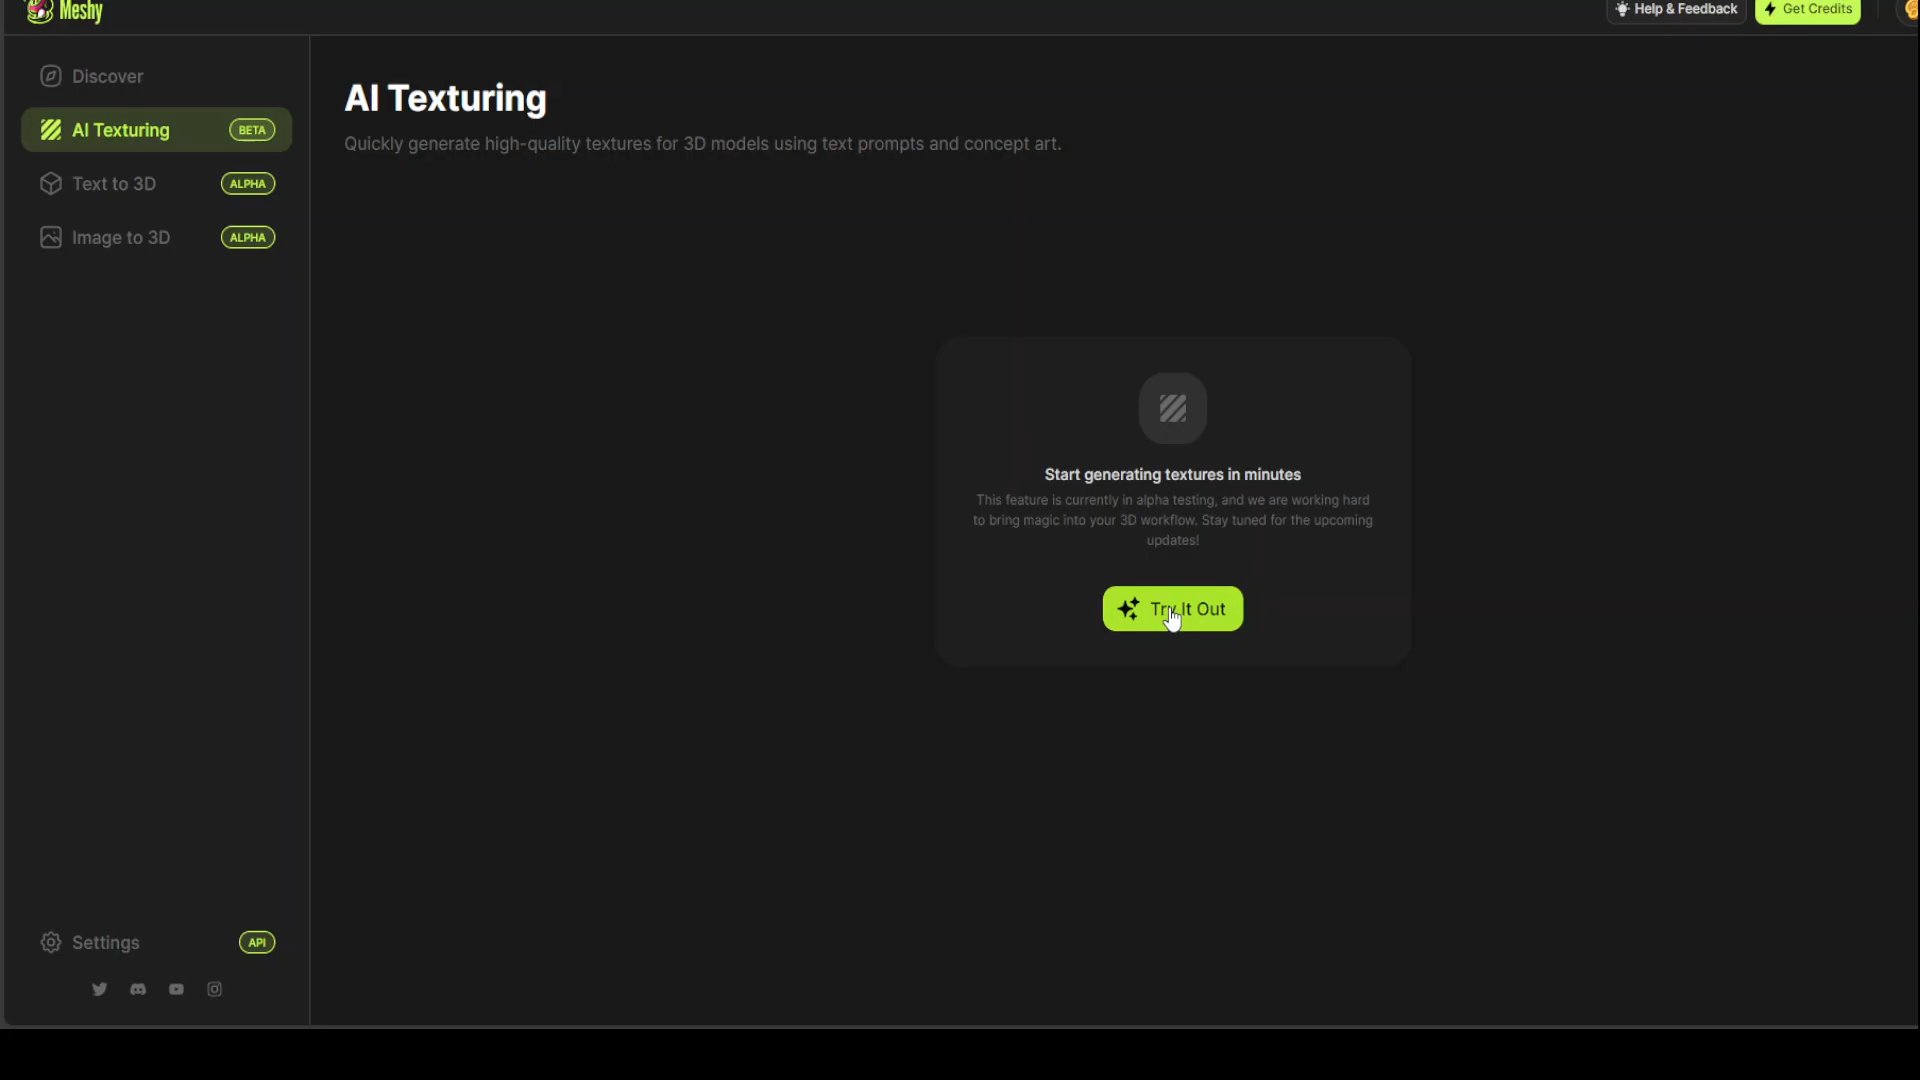 Meshy
Help & Feedback
Get Credits
Discover
AI Texturing BETA
Text to 3D ALPHA
Image to 3D ALPHA
AI Texturing
Quickly generate high-quality textures for 3D models using text prompts and concept art.
Start generating textures in minutes
This feature is currently in alpha testing, and we are working hard
to bring magic into your 3D workflow. Stay tuned for the upcoming
updates!
Try It Out
Settings API